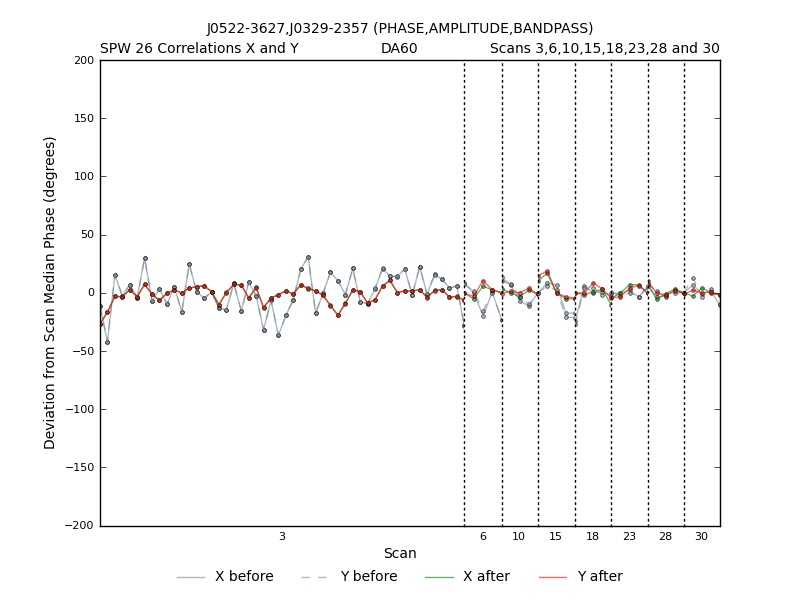 J0522-3627,J0329-2357 (PHASE,AMPLITUDE,BANDPASS)
SPW 26 Correlations X and Y DA60 Scans 3,6,10,15,18,23,28 and 30
200
150
100
50
0
−50
−100
−150
−200
Deviation from Scan Median Phase (degrees)
3 6 10 15 18 23 28 30
Scan
X before Y before X after Y after